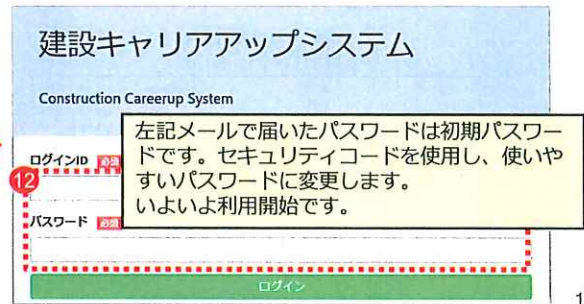 建設キャリアアップシステム
Construction Careerup System
左記メールで届いたパスワードは初期パスワー
ドです。セキュリティコードを使用し、使いや
すいパスワードに変更します。
いよいよ利用開始です。
ログインID 必須
12
パスワード 必須
ログイン
1